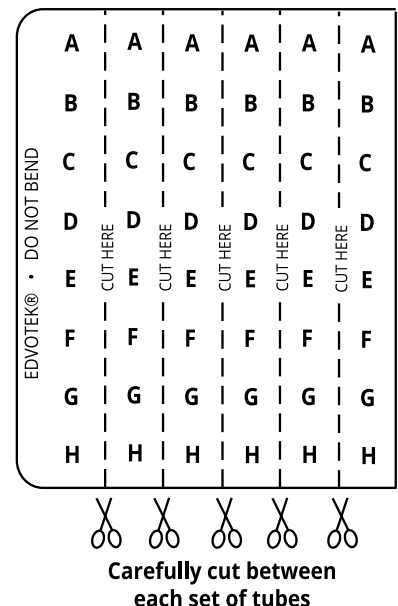 A A A A A A
B B B B B B
C C C C C C
D D D D D D
E E E E E E
F F F F F F
G G G G G G
H H H H H H
EDVOTEK® • DO NOT BEND
CUT HERE
CUT HERE
CUT HERE
CUT HERE
CUT HERE
Carefully cut between
each set of tubes